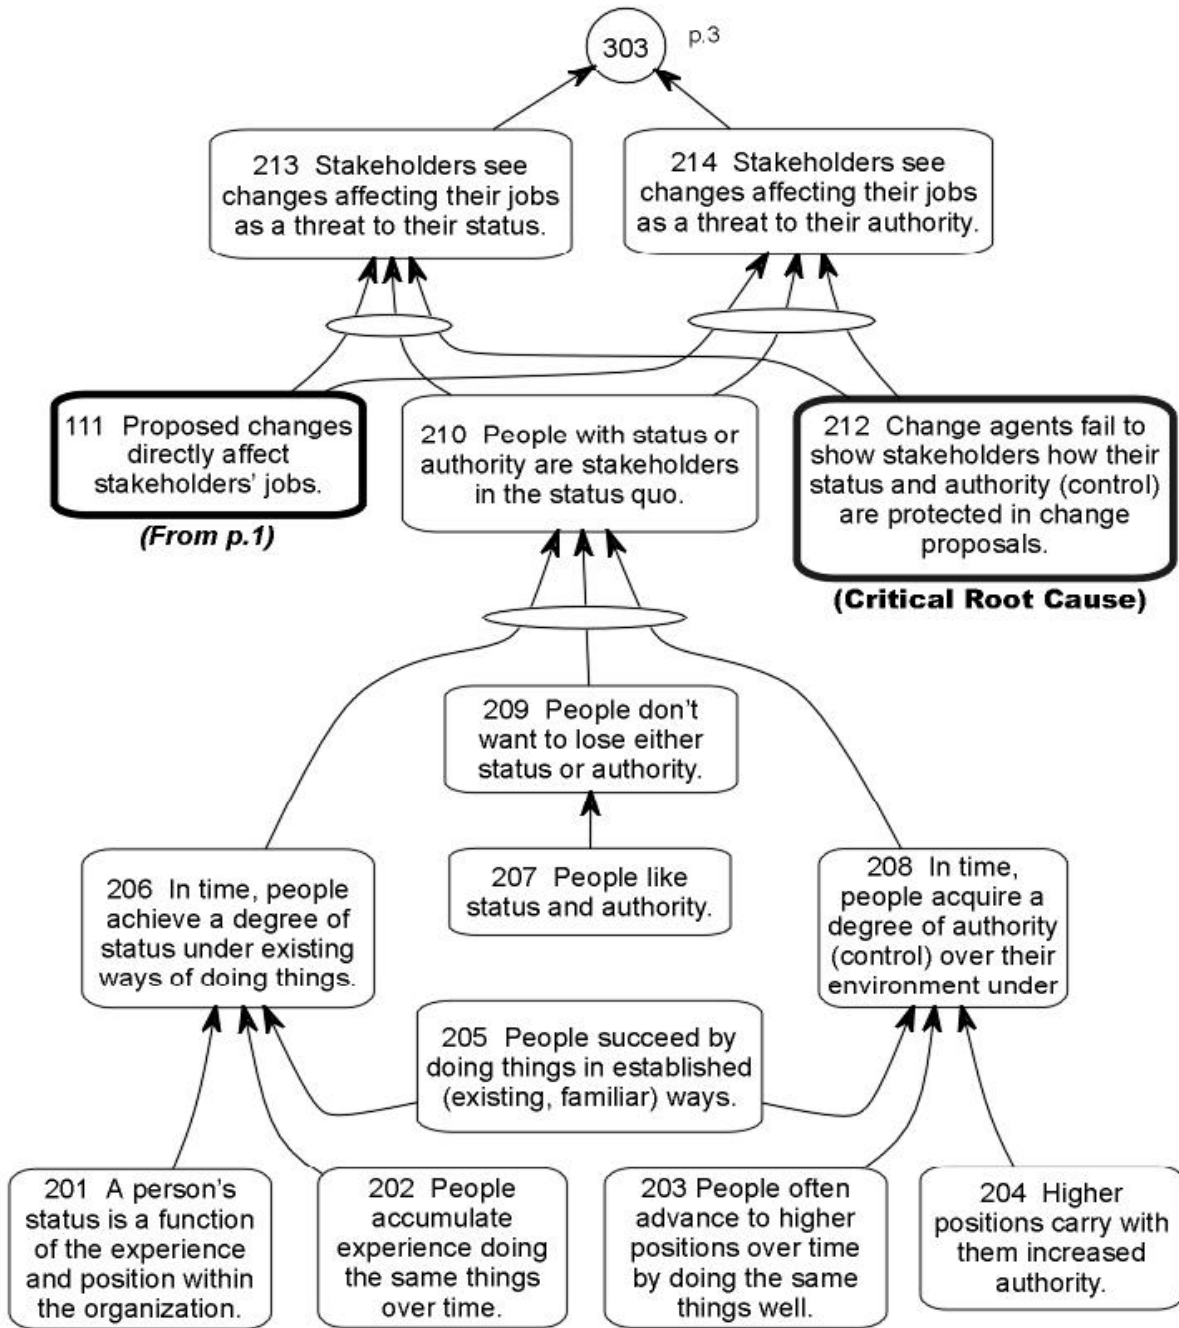 303
p.3
213 Stakeholders see
changes affecting their jobs
as a threat to their status.
214 Stakeholders see
changes affecting their jobs
as a threat to their authority.
111 Proposed changes
directly affect
stakeholders' jobs.
(From p.1)
210 People with status or
authority are stakeholders
in the status quo.
212 Change agents fail to
show stakeholders how their
status and authority (control)
are protected in change
proposals.
(Critical Root Cause)
209 People don't
want to lose either
status or authority.
206 In time, people
achieve a degree of
status under existing
ways of doing things.
207 People like
status and authority.
208 In time,
people acquire a
degree of authority
(control) over their
environment under
205 People succeed by
doing things in established
(existing, familiar) ways.
201 A person's
status is a function
of the experience
and position within
the organization.
202 People
accumulate
experience doing
the same things
over time.
203 People often
advance to higher
positions over time
by doing the same
things well.
204 Higher
positions carry with
them increased
authority.